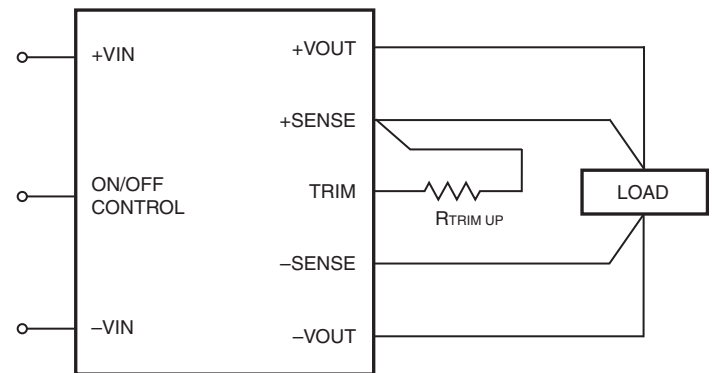 +VIN
+VOUT
+SENSE
ON/OFF
CONTROL
TRIM
RTRIM UP
LOAD
–SENSE
–VIN
–VOUT